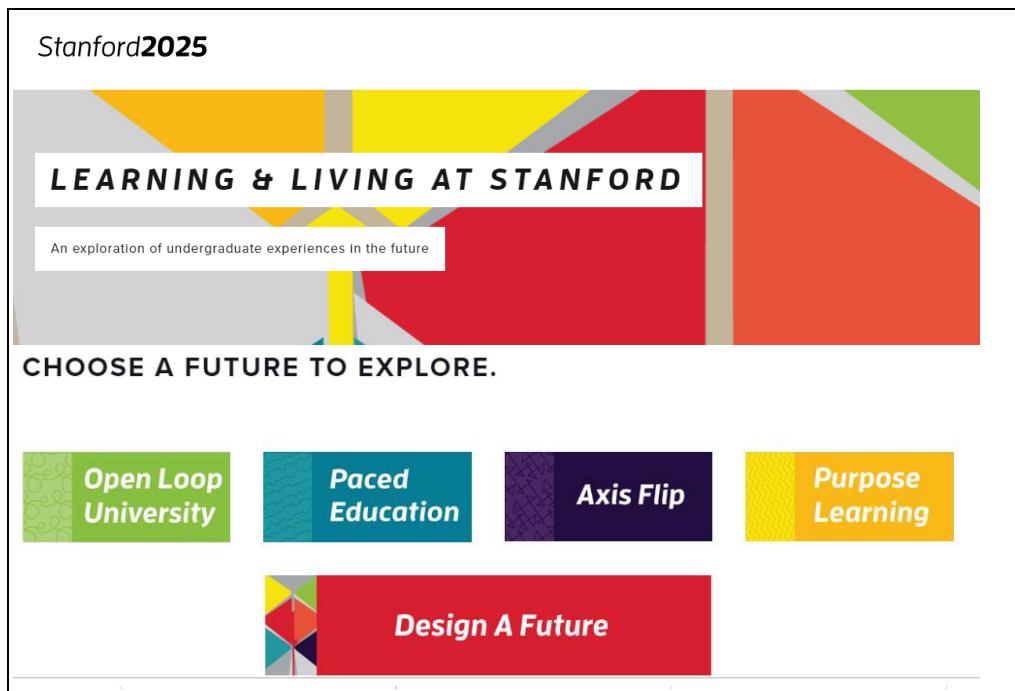 Stanford2025
LEARNING & LIVING AT STANFORD
An exploration of undergraduate experiences in the future
CHOOSE A FUTURE TO EXPLORE.
Open Loop
University
Paced
Education
Axis Flip
Purpose
Learning
Design A Future